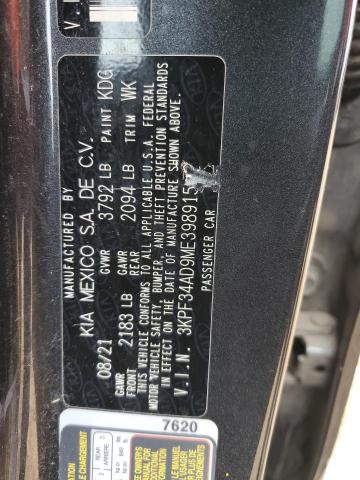 MANUFACTURED BY
KIA MEXICO S.A. DE C.V.
08/21 GVWR 3792 LB PAINT KDG
GAWR FRONT 2183 LB GAWR REAR 2094 LB TRIM WK
THIS VEHICLE CONFORMS TO ALL APPLICABLE U.S.A. FEDERAL
MOTOR VEHICLE SAFETY, BUMPER, AND THEFT PREVENTION
STANDARDS IN EFFECT ON THE DATE OF MANUFACTURE SHOWN ABOVE.
V.I.N. 3KPF34AD9ME398915
PASSENGER CAR
7620